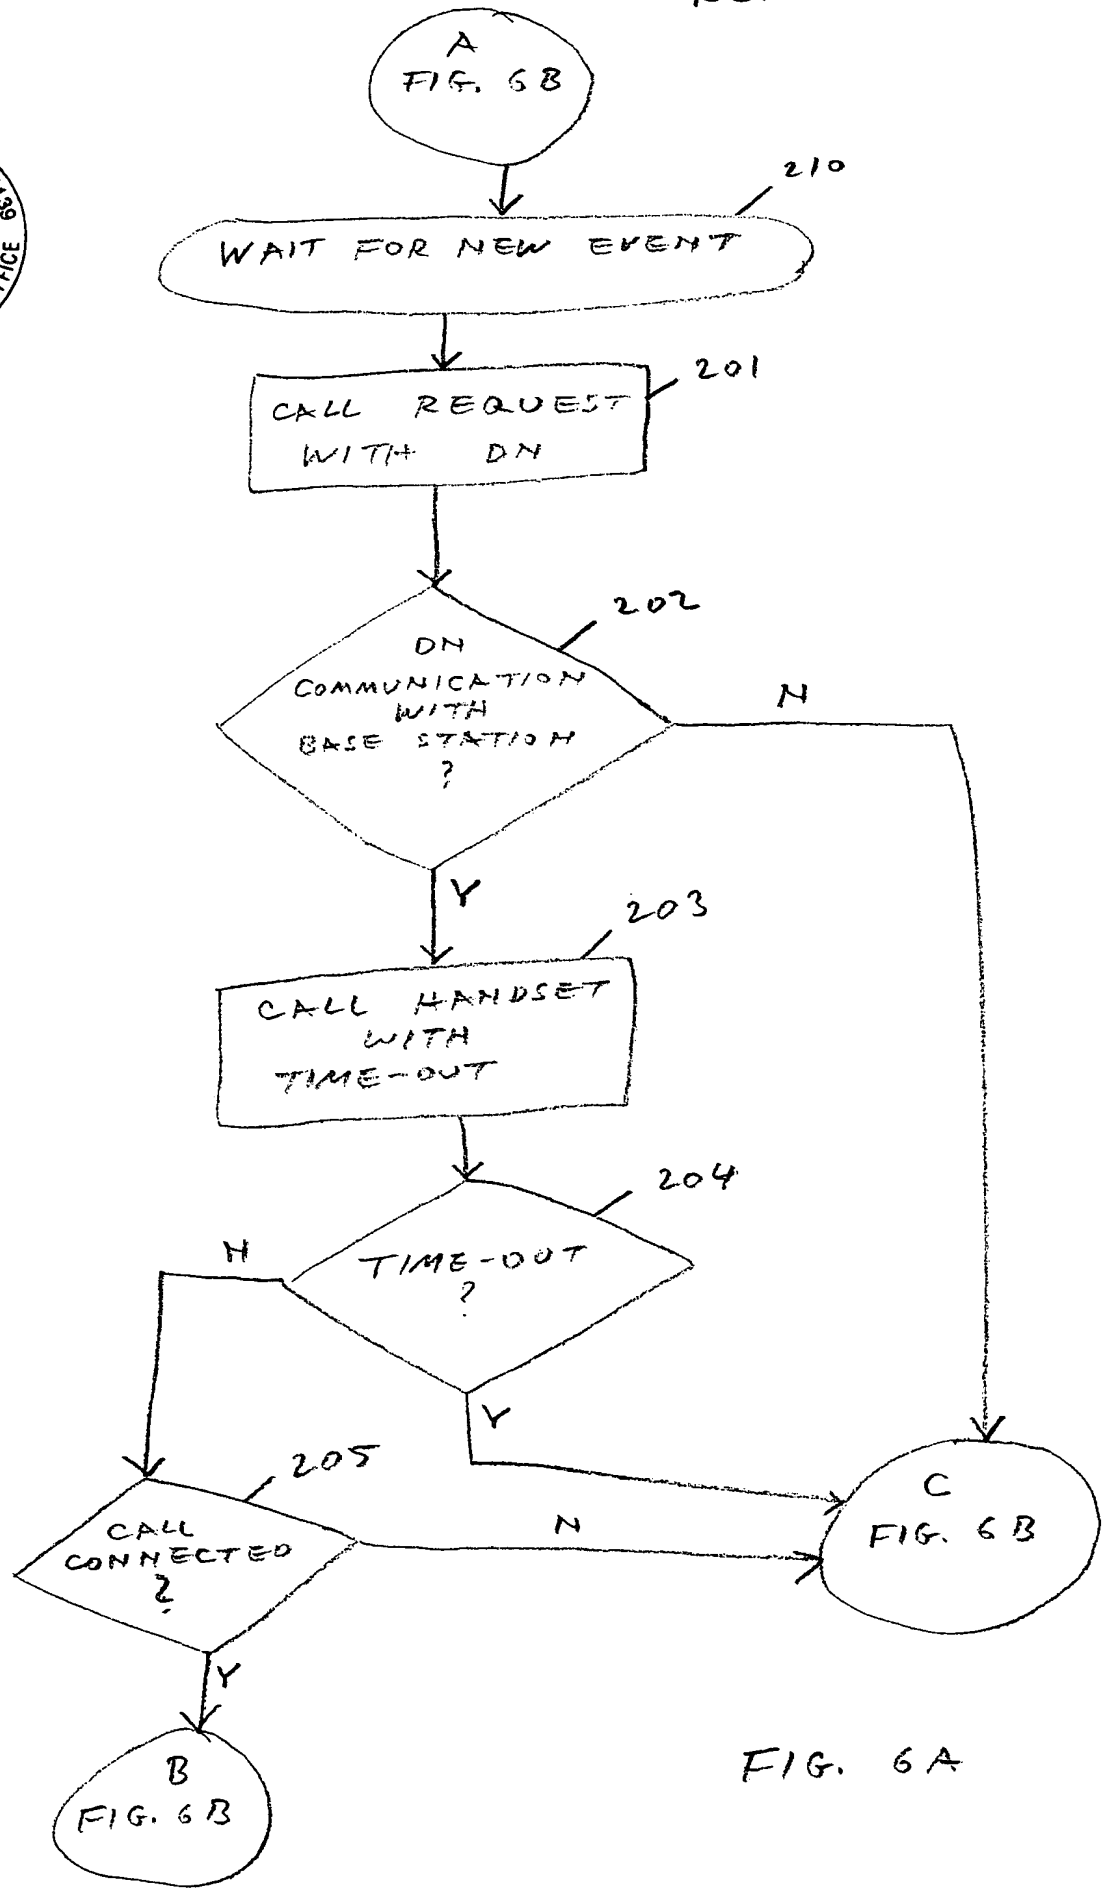 A
FIG. 6B
210
WAIT FOR NEW EVENT
201
CALL REQUEST
WITH DN
202
DN
COMMUNICATION
WITH
BASE STATION
?
N
Y
203
CALL HANDSET
WITH
TIME-OUT
204
TIME-OUT
?
N
Y
205
CALL
CONNECTED
?
N
Y
C
FIG. 6B
B
FIG. 6B
FIG. 6A